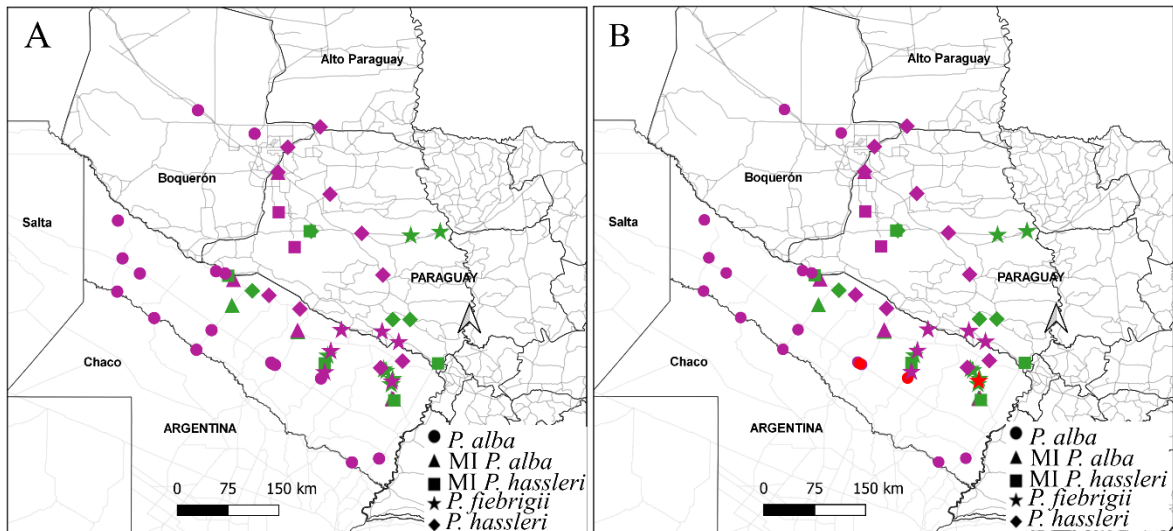 A
Alto Paraguay
Boquerón
Salta
PARAGUAY
Chaco
ARGENTINA
P. alba
MI P. alba
MI P. hassleri
P. fiebrigii
P. hassleri
0 75 150 km
B
Alto Paraguay
Boquerón
Salta
PARAGUAY
Chaco
ARGENTINA
P. alba
MI P. alba
MI P. hassleri
P. fiebrigii
P. hassleri
0 75 150 km